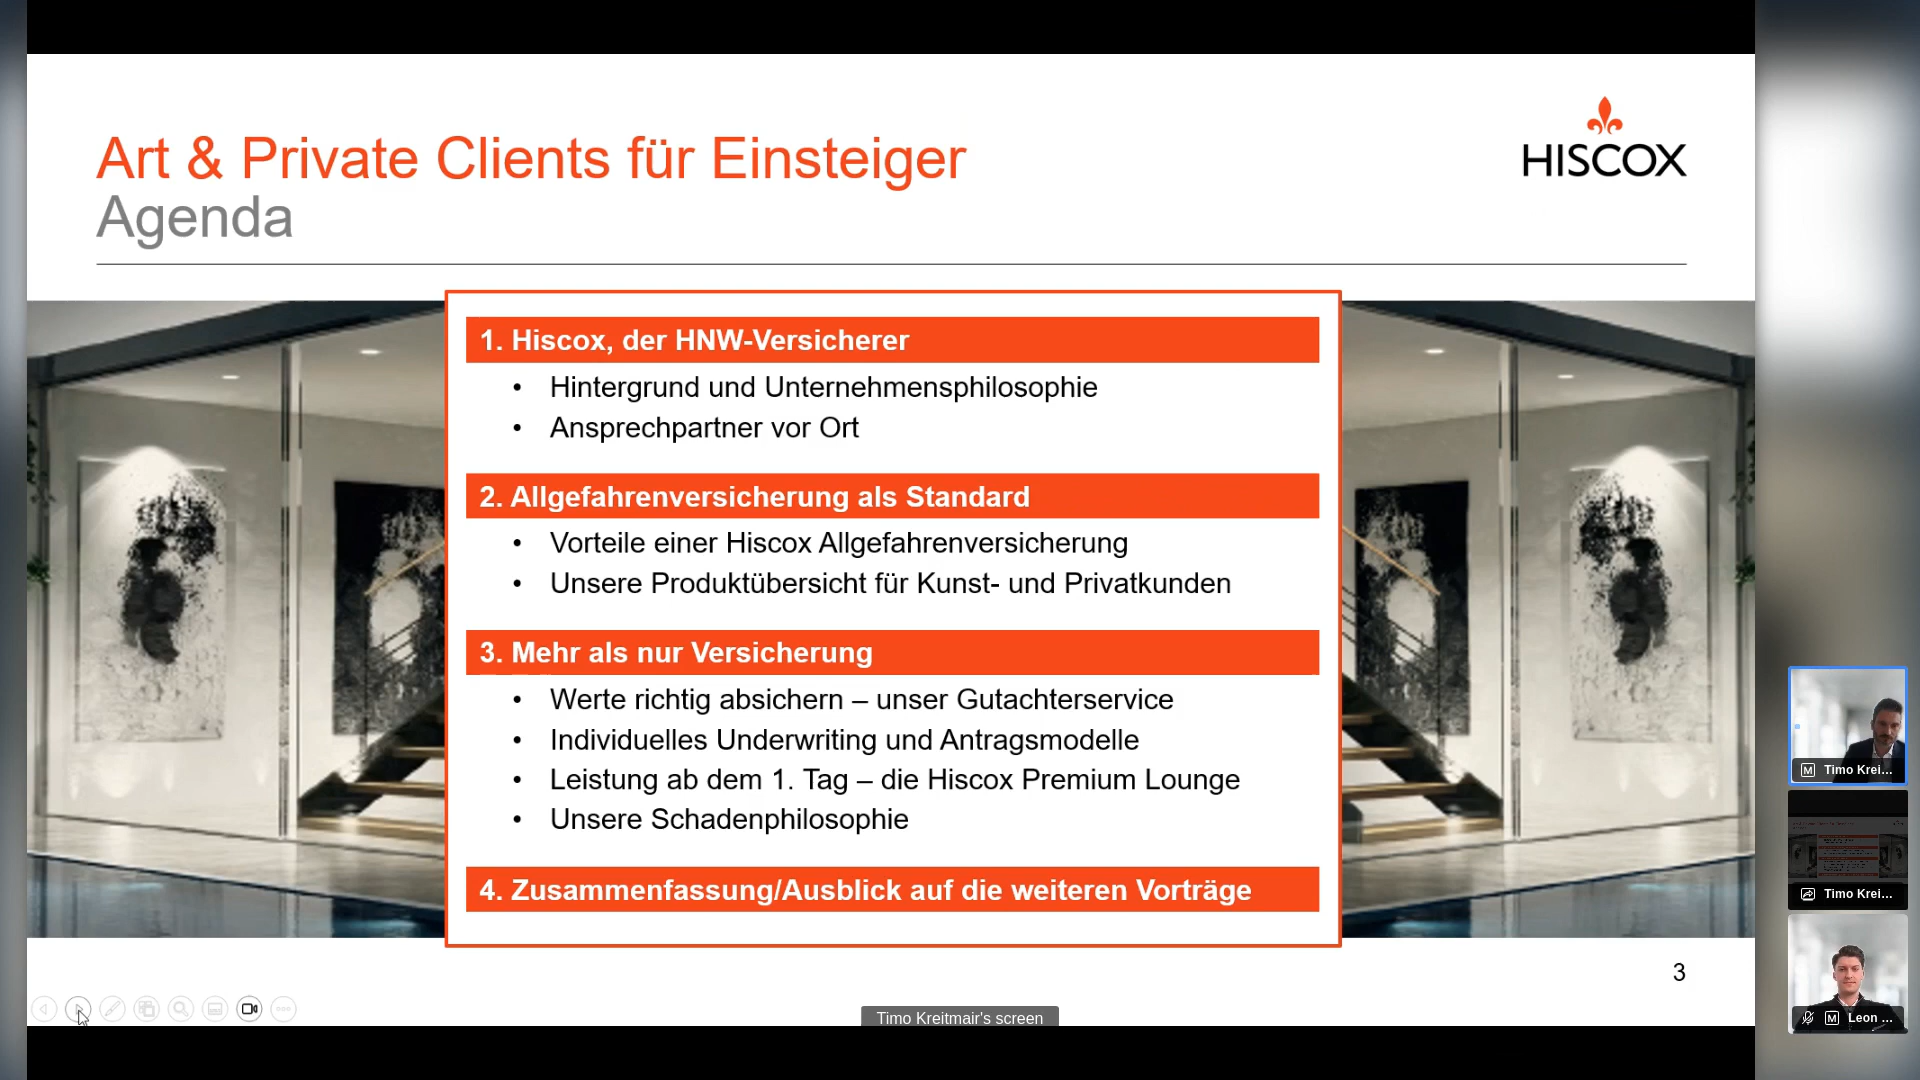 Art & Private Clients für Einsteiger
Agenda
HISCOX
1. Hiscox, der HNW-Versicherer
• Hintergrund und Unternehmensphilosophie
• Ansprechpartner vor Ort
2. Allgefahrenversicherung als Standard
• Vorteile einer Hiscox Allgefahrenversicherung
• Unsere Produktübersicht für Kunst- und Privatkunden
3. Mehr als nur Versicherung
• Werte richtig absichern – unser Gutachterservice
• Individuelles Underwriting und Antragsmodelle
• Leistung ab dem 1. Tag – die Hiscox Premium Lounge
• Unsere Schadenphilosophie
4. Zusammenfassung/Ausblick auf die weiteren Vorträge
3
Timo Kreitmair's screen
M Timo Krei...
Timo Krei...
M Leon ...